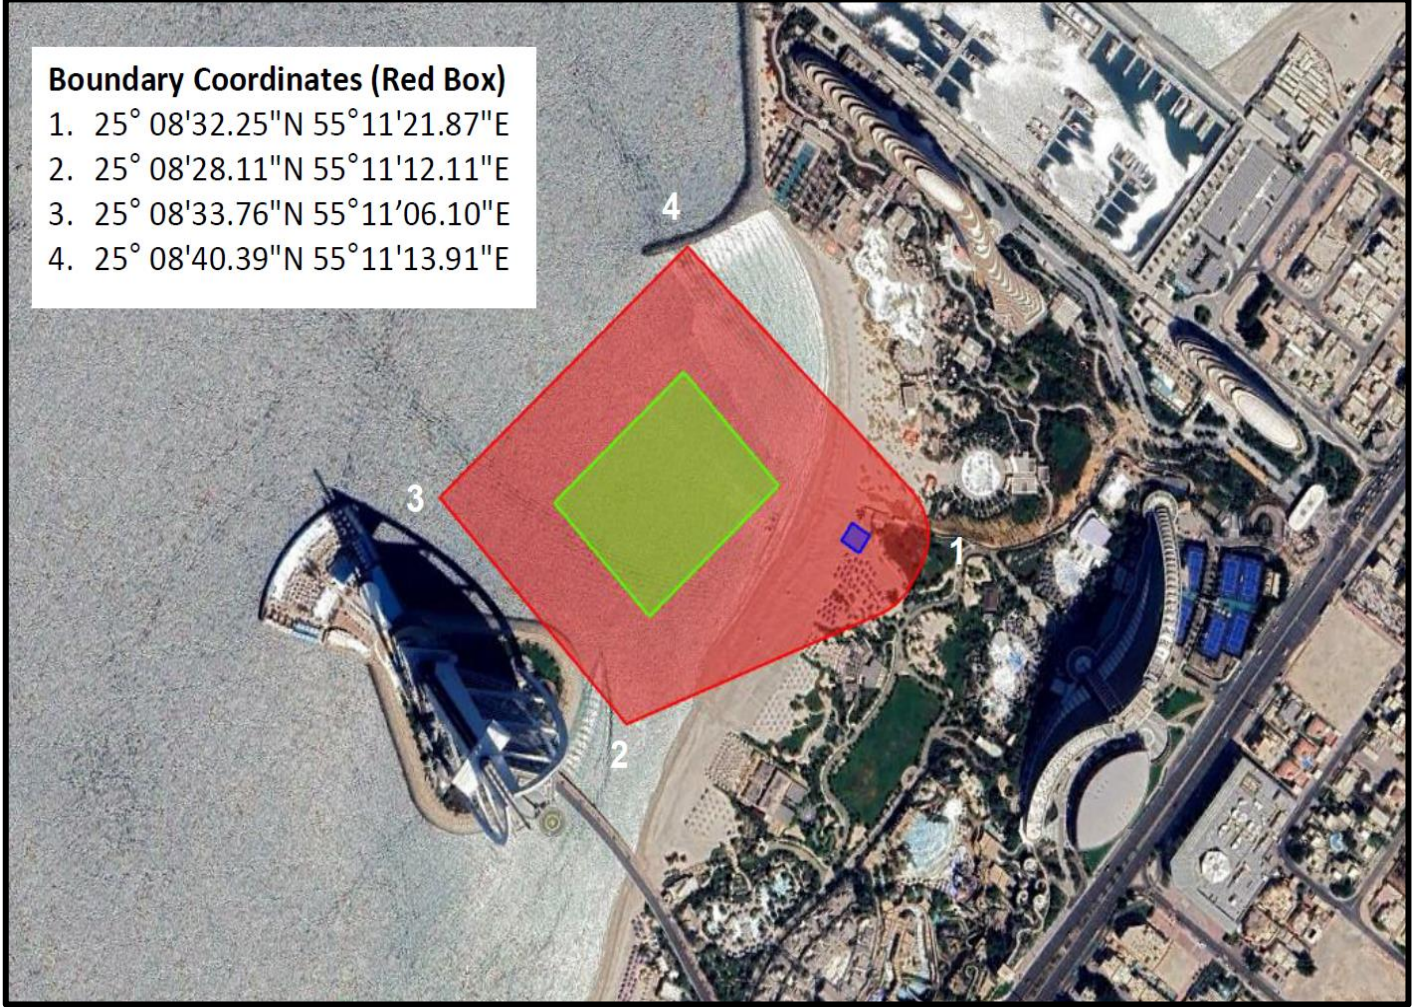 Boundary Coordinates (Red Box)
1. 25° 08'32.25"N 55°11'21.87"E
2. 25° 08'28.11"N 55°11'12.11"E
3. 25° 08'33.76"N 55°11’06.10"E
4. 25° 08'40.39"N 55°11'13.91"E
4
3
1
2